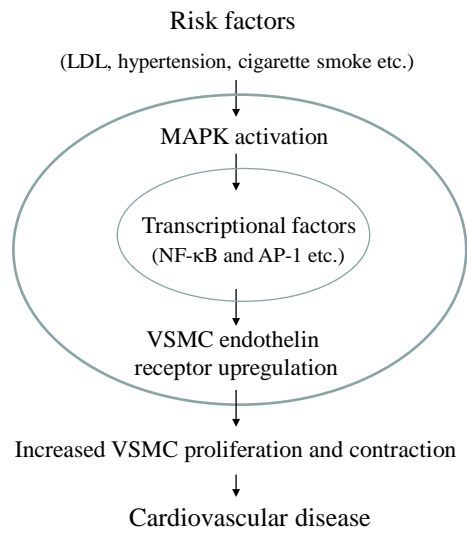 Risk factors
(LDL, hypertension, cigarette smoke etc.)
MAPK activation
Transcriptional factors
(NF-κB and AP-1 etc.)
VSMC endothelin
receptor upregulation
Increased VSMC proliferation and contraction
Cardiovascular disease